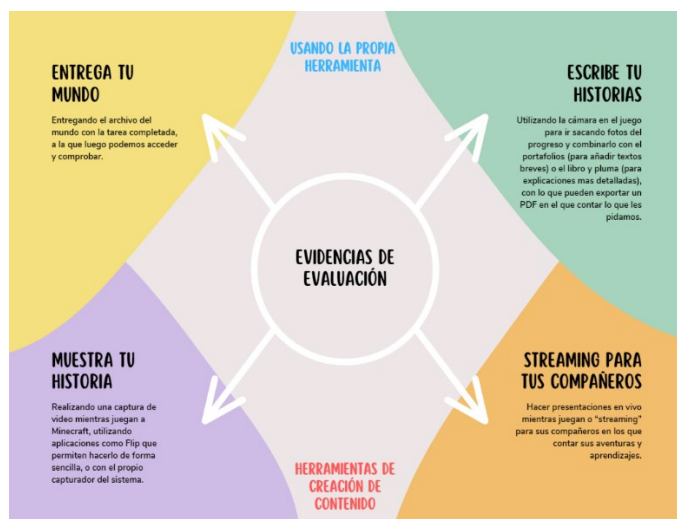 USANDO LA PROPIA
HERRAMIENTA
ENTREGA TU
MUNDO
Entregando el archivo del
mundo con la tarea completada,
a la que luego podemos acceder
y comprobar.
ESCRIBE TU
HISTORIAS
Utilizando la cámara en el juego
para ir sacando fotos del
progreso y combinarlo con el
portafolios (para añadir textos
breves) o el libro y pluma (para
explicaciones mas detalladas),
con lo que pueden exportar un
PDF en el que contar lo que les
pidamos.
EVIDENCIAS DE
EVALUACIÓN
MUESTRA TU
HISTORIA
Realizando una captura de
video mientras juegan a
Minecraft, utilizando
aplicaciones como Flip que
permiten hacerlo de forma
sencilla, o con el propio
capturador del sistema.
STREAMING PARA
TUS COMPAÑEROS
Hacer presentaciones en vivo
mientras juegan o “streaming”
para sus compañeros en los que
contar sus aventuras y
aprendizajes.
HERRAMIENTAS DE
CREACIÓN DE
CONTENIDO